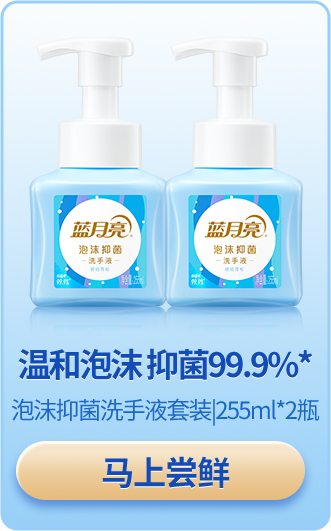 蓝月亮
泡沫抑菌
洗手液
蓝月亮
泡沫抑菌
洗手液
温和泡沫 抑菌99.9%*
泡沫抑菌洗手液套装|255ml*2瓶
马上尝鲜